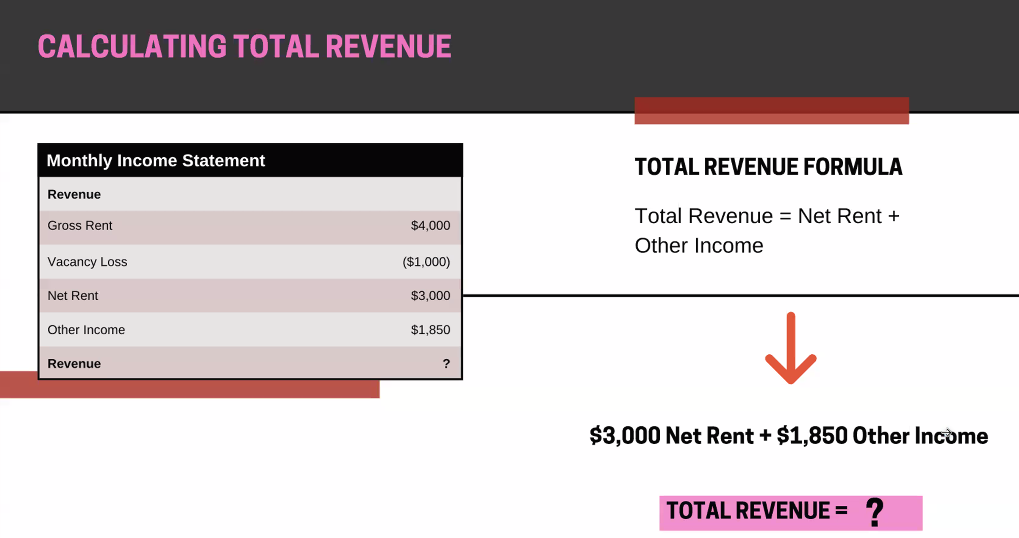 CALCULATING TOTAL REVENUE
Monthly Income Statement
Revenue
Gross Rent $4,000
Vacancy Loss ($1,000)
Net Rent $3,000
Other Income $1,850
Revenue ?
TOTAL REVENUE FORMULA
Total Revenue = Net Rent +
Other Income
$3,000 Net Rent + $1,850 Other Income
TOTAL REVENUE = ?